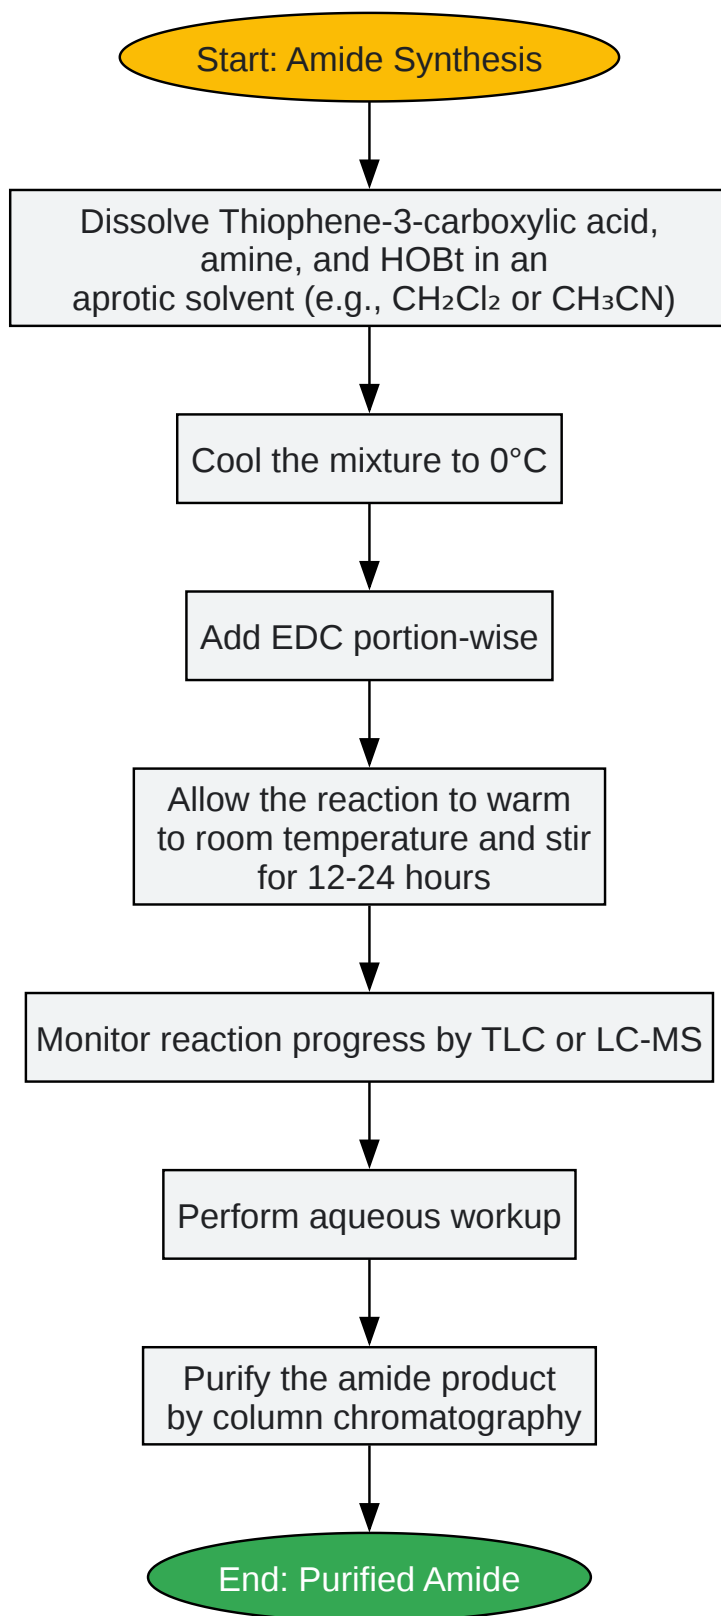 Start: Amide Synthesis
Dissolve Thiophene-3-carboxylic acid,
amine, and HOBt in an
aprotic solvent (e.g., CH₂Cl₂ or CH₃CN)
Cool the mixture to 0°C
Add EDC portion-wise
Allow the reaction to warm
to room temperature and stir
for 12-24 hours
Monitor reaction progress by TLC or LC-MS
Perform aqueous workup
Purify the amide product
by column chromatography
End: Purified Amide